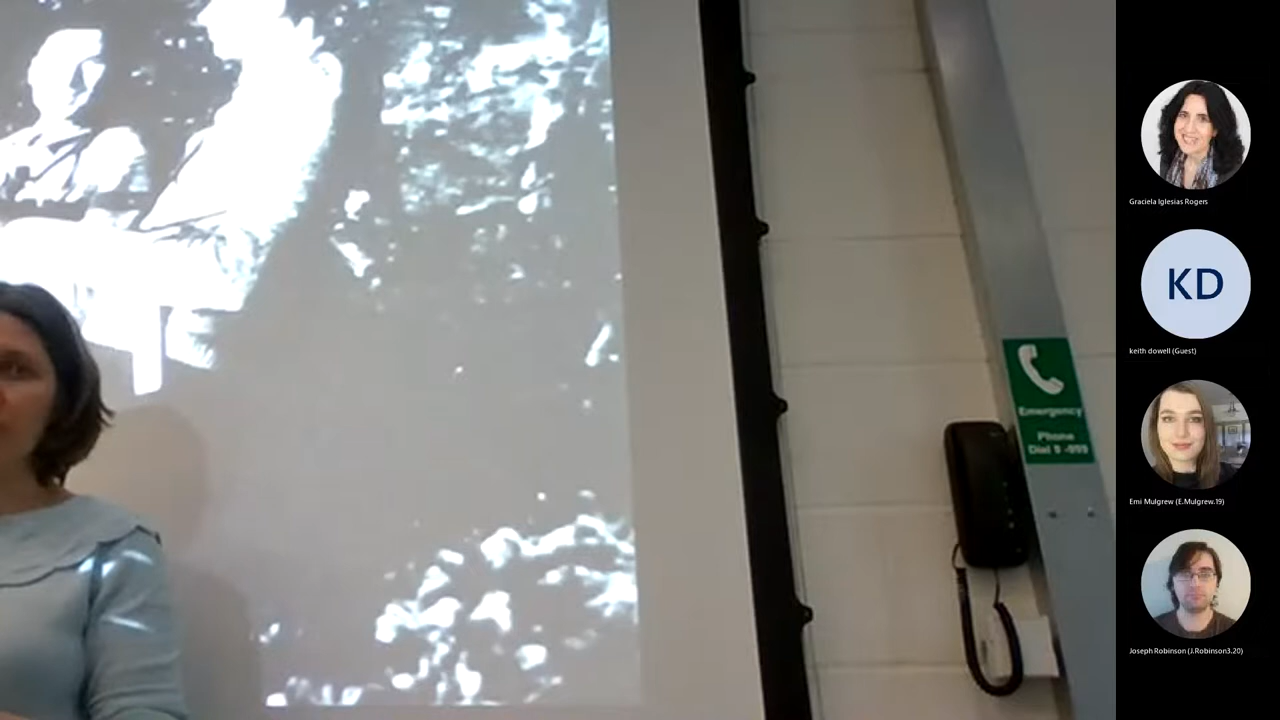 Emergency
Phone
Dial 9 -999
Graciela Iglesias Rogers
KD
keith dowell (Guest)
Emi Mulgrew (E.Mulgrew.19)
Joseph Robinson (J.Robinson3.20)